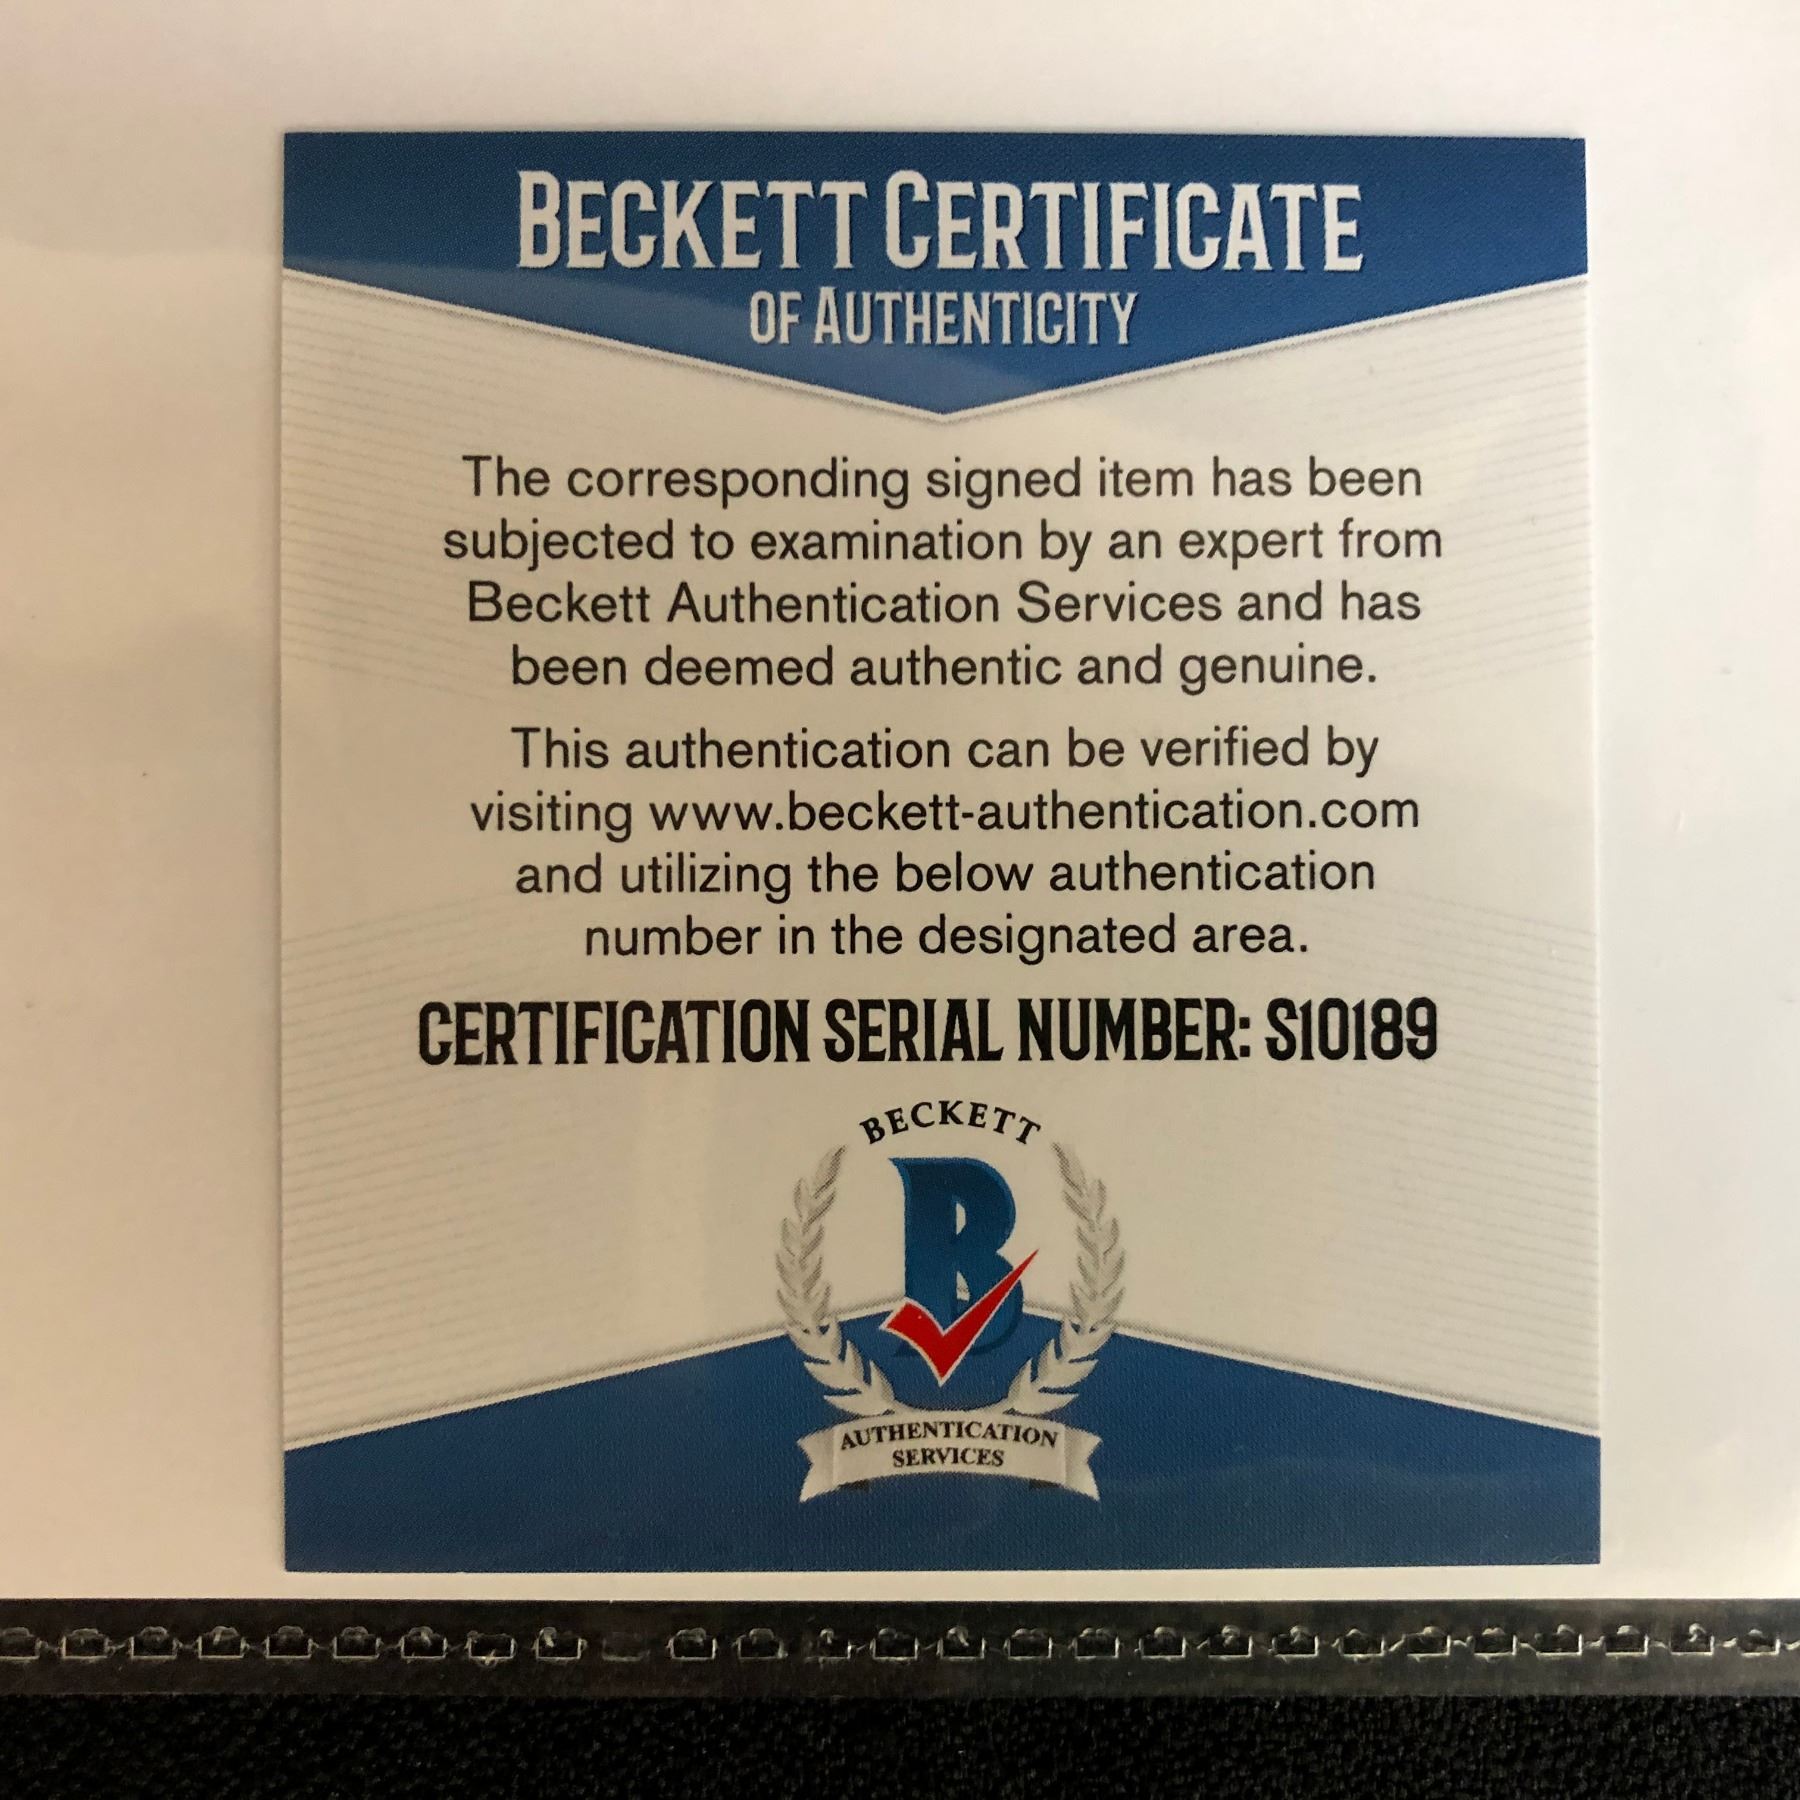 BECKETT CERTIFICATE
OF AUTHENTICITY
The corresponding signed item has been
subjected to examination by an expert from
Beckett Authentication Services and has
been deemed authentic and genuine.
This authentication can be verified by
visiting www.beckett-authentication.com
and utilizing the below authentication
number in the designated area.
CERTIFICATION SERIAL NUMBER: S10189
BECKETT
B
AUTHENTICATION
SERVICES